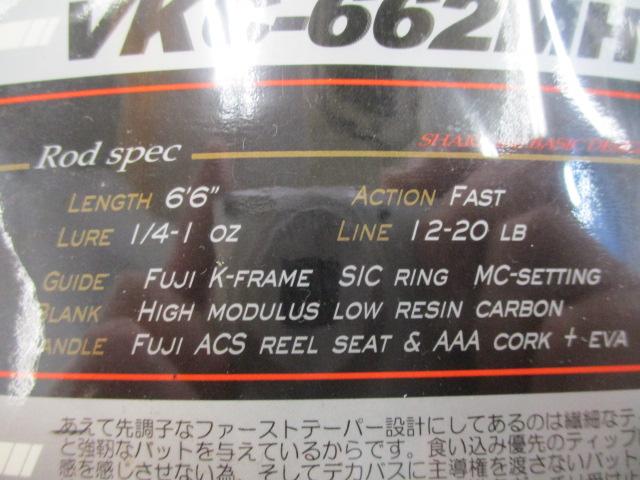 VKC-662MH
Rod spec
LENGTH 6'6" ACTION FAST
LURE 1/4-1 OZ LINE 12-20 LB
GUIDE FUJI K-FRAME SIC RING MC-SETTING
BLANK HIGH MODULUS LOW RESIN CARBON
HANDLE FUJI ACS REEL SEAT & AAA CORK + EVA
あえて先調子なファーストテーパー設計にしてあるのは繊細なテ
と強靭なバットを与えているからです。食い込み優先のティップ
感を感じさせない為、そしてデカバスに主導権を渡さないバット